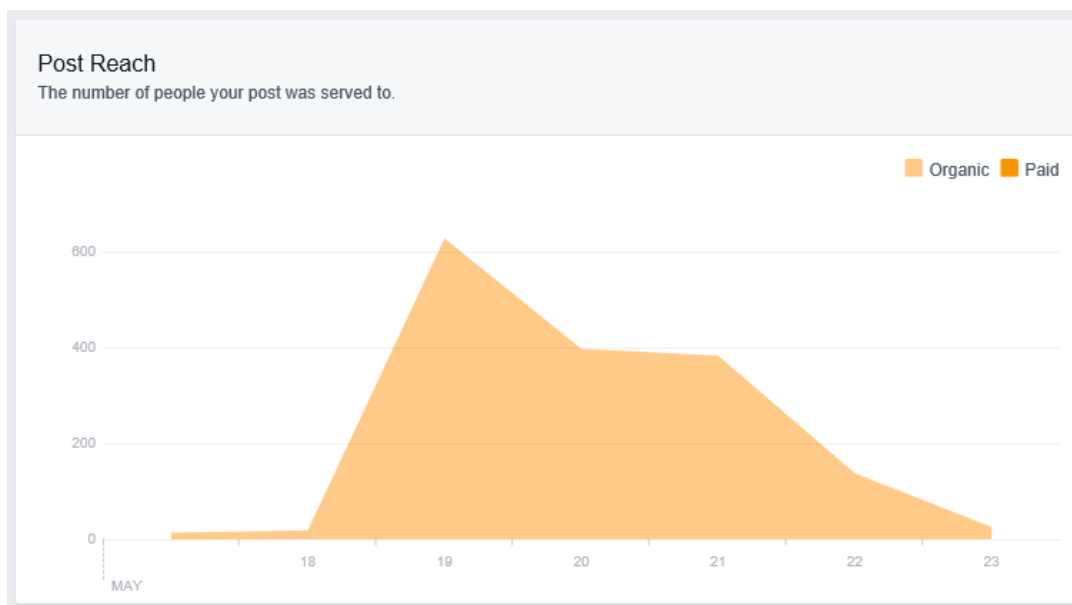 Post Reach
The number of people your post was served to.
Organic Paid
600
400
200
0
18 19 20 21 22 23
MAY